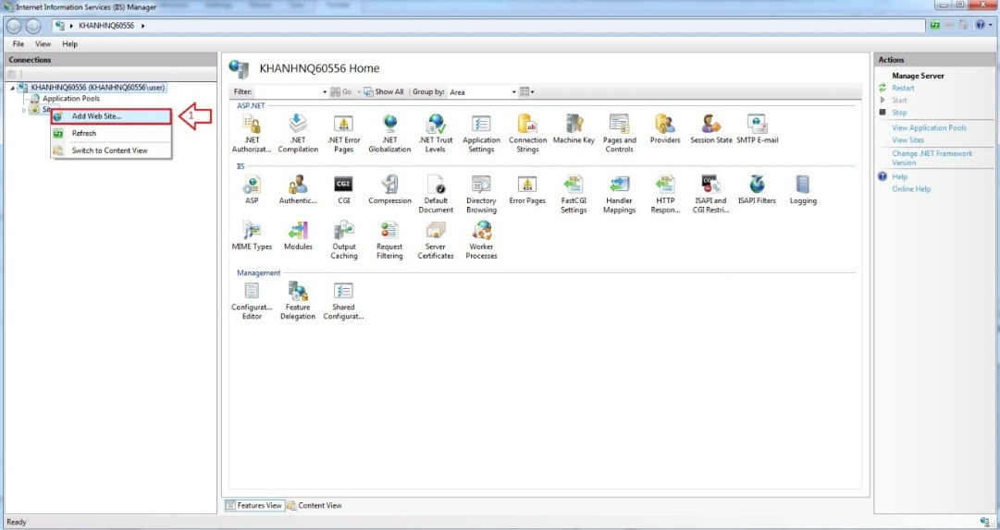 Internet Information Services (IIS) Manager
KHANHNQ60556
File View Help
Connections
KHANHNQ60556 (KHANHNQ60556\user)
Application Pools
Sit
Add Web Site...
1
Refresh
Switch to Content View
KHANHNQ60556 Home
Filter: Go Show All Group by: Area
ASP.NET
.NET Authorizat...
.NET Compilation
.NET Error Pages
.NET Globalization
.NET Trust Levels
Application Settings
Connection Strings
Machine Key
Pages and Controls
Providers
Session State
SMTP E-mail
IIS
ASP
Authentic...
CGI
Compression
Default Document
Directory Browsing
Error Pages
FastCGI Settings
Handler Mappings
HTTP Respon...
ISAPI and CGI Restri...
ISAPI Filters
Logging
MIME Types
Modules
Output Caching
Request Filtering
Server Certificates
Worker Processes
Management
Configurat... Editor
Feature Delegation
Shared Configurat...
Features View Content View
Actions
Manage Server
Restart
Start
Stop
View Application Pools
View Sites
Change .NET Framework
Version
Help
Online Help
Ready